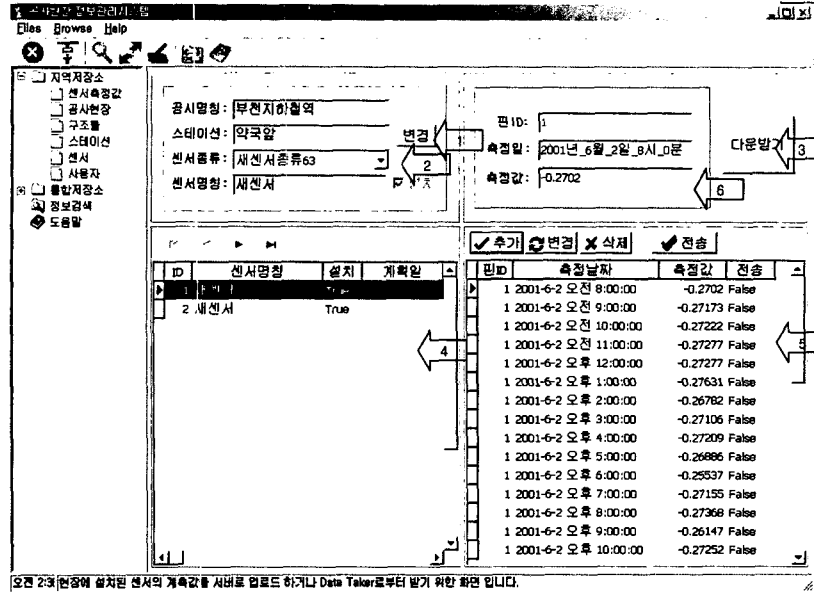 정보관리시스템
Files Browse Help
지역저장소
센서측정값
공사현장
구조물
스테이션
센서
사용자
통합저장소
정보검색
도움말
공사명칭: 부천지하철역
스테이션: 약국앞
변경
1
센서종류: 새센서종류63
2
센서명칭: 새센서
핀ID: 1
측정일: 2001년_6월_2일_8시_0분
다운받기
3
측정값: -0.2702
6
추가 변경 삭제 전송
ID 센서명칭 설치 계획일
1 새센서 True
2 새센서 True
4
핀ID 측정날짜 측정값 전송
1 2001-6-2 오전 8:00:00 -0.2702 False
1 2001-6-2 오전 9:00:00 -0.27173 False
1 2001-6-2 오전 10:00:00 -0.27222 False
1 2001-6-2 오전 11:00:00 -0.27277 False
5
1 2001-6-2 오후 12:00:00 -0.27277 False
1 2001-6-2 오후 1:00:00 -0.27631 False
1 2001-6-2 오후 2:00:00 -0.26782 False
1 2001-6-2 오후 3:00:00 -0.27106 False
1 2001-6-2 오후 4:00:00 -0.27209 False
1 2001-6-2 오후 5:00:00 -0.26886 False
1 2001-6-2 오후 6:00:00 -0.25537 False
1 2001-6-2 오후 7:00:00 -0.27155 False
1 2001-6-2 오후 8:00:00 -0.27368 False
1 2001-6-2 오후 9:00:00 -0.26147 False
1 2001-6-2 오후 10:00:00 -0.27252 False
오전 2:3 현장에 설치된 센서의 계측값를 서버로 업로드 하거나 Data Taker로부터 받기 위한 화면 입니다.